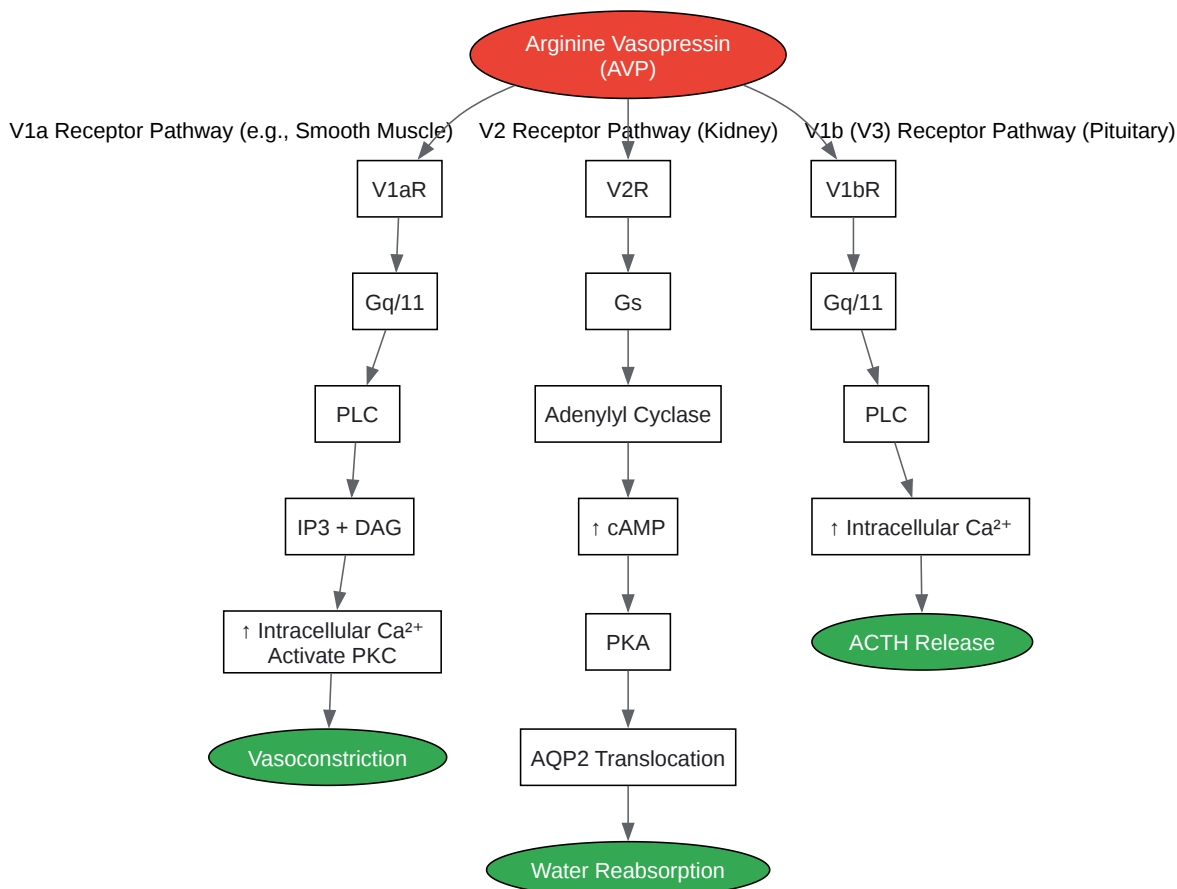 Arginine Vasopressin
(AVP)
V1a Receptor Pathway (e.g., Smooth Muscle)
V2 Receptor Pathway (Kidney)
V1b (V3) Receptor Pathway (Pituitary)
V1aR
V2R
V1bR
Gq/11
Gs
Gq/11
PLC
Adenylyl Cyclase
PLC
IP3 + DAG
↑ cAMP
↑ Intracellular Ca²⁺
↑ Intracellular Ca²⁺
Activate PKC
PKA
ACTH Release
Vasoconstriction
AQP2 Translocation
Water Reabsorption